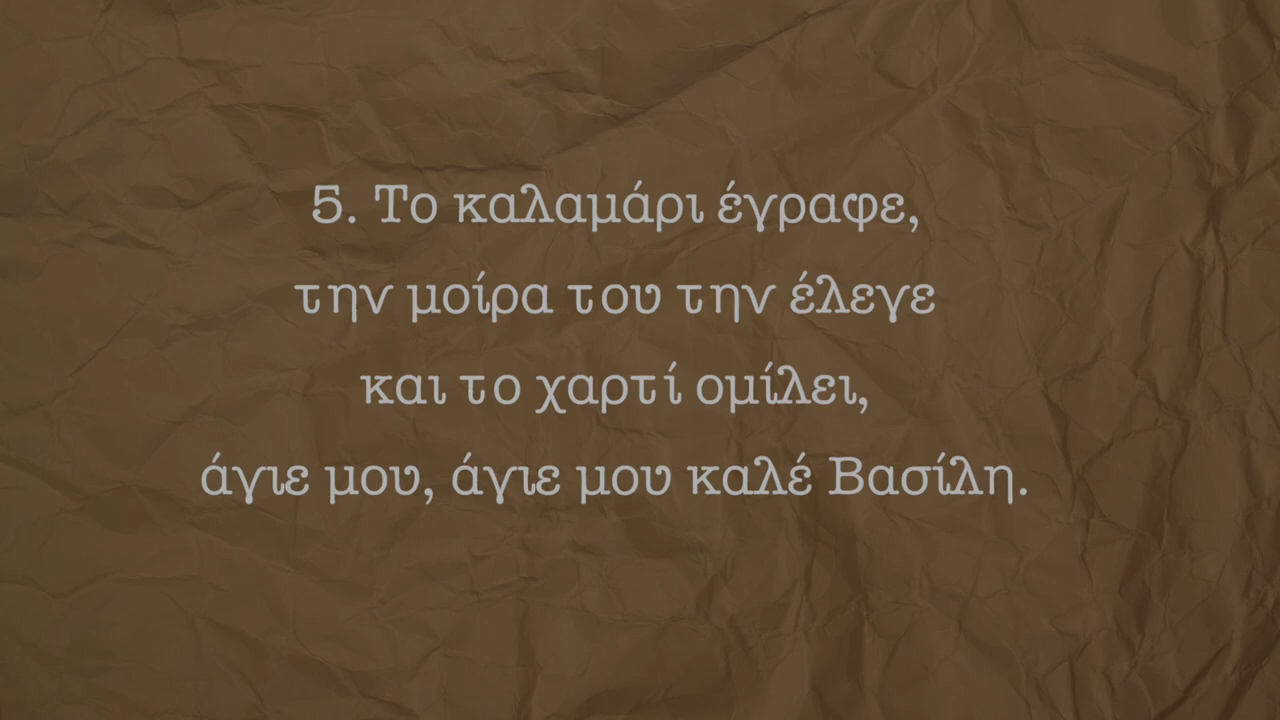 5. Το καλαμάρι έγραφε,
την μοίρα του την έλεγε
και το χαρτί ομίλει,
άγιε μου, άγιε μου καλέ Βασίλη.